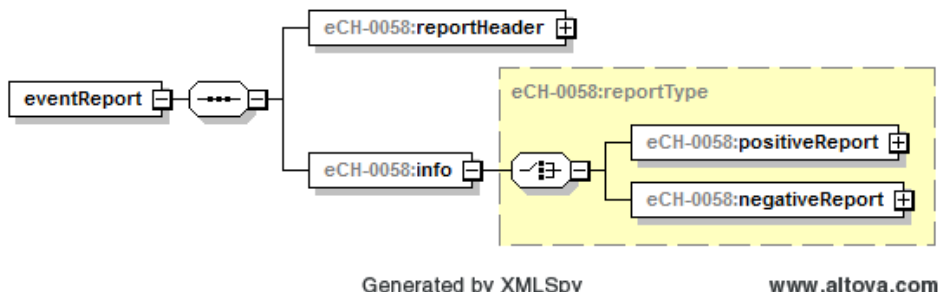 eCH-0058:reportHeader
eventReport
eCH-0058:reportType
eCH-0058:positiveReport
eCH-0058:info
eCH-0058:negativeReport
Generated by XMLSpy www.altova.com